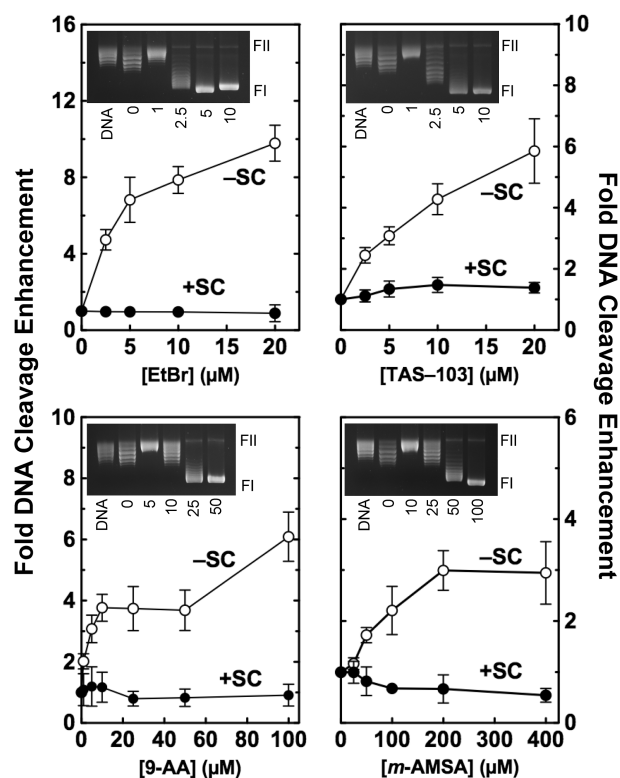 16
12
8
4
0
FII
FI
DNA
0
1
2.5
5
10
–SC
+SC
0 5 10 15 20
[EtBr] (μM)
10
8
6
4
2
0
FII
FI
DNA
0
1
2.5
5
10
–SC
+SC
0 5 10 15 20
[TAS–103] (μM)
Fold DNA Cleavage Enhancement
Fold DNA Cleavage Enhancement
10
8
6
4
2
0
FII
FI
DNA
0
5
10
25
50
–SC
+SC
0 20 40 60 80 100
[9-AA] (μM)
6
4
2
0
FII
FI
DNA
0
10
25
50
100
–SC
+SC
0 100 200 300 400
[m-AMSA] (μM)